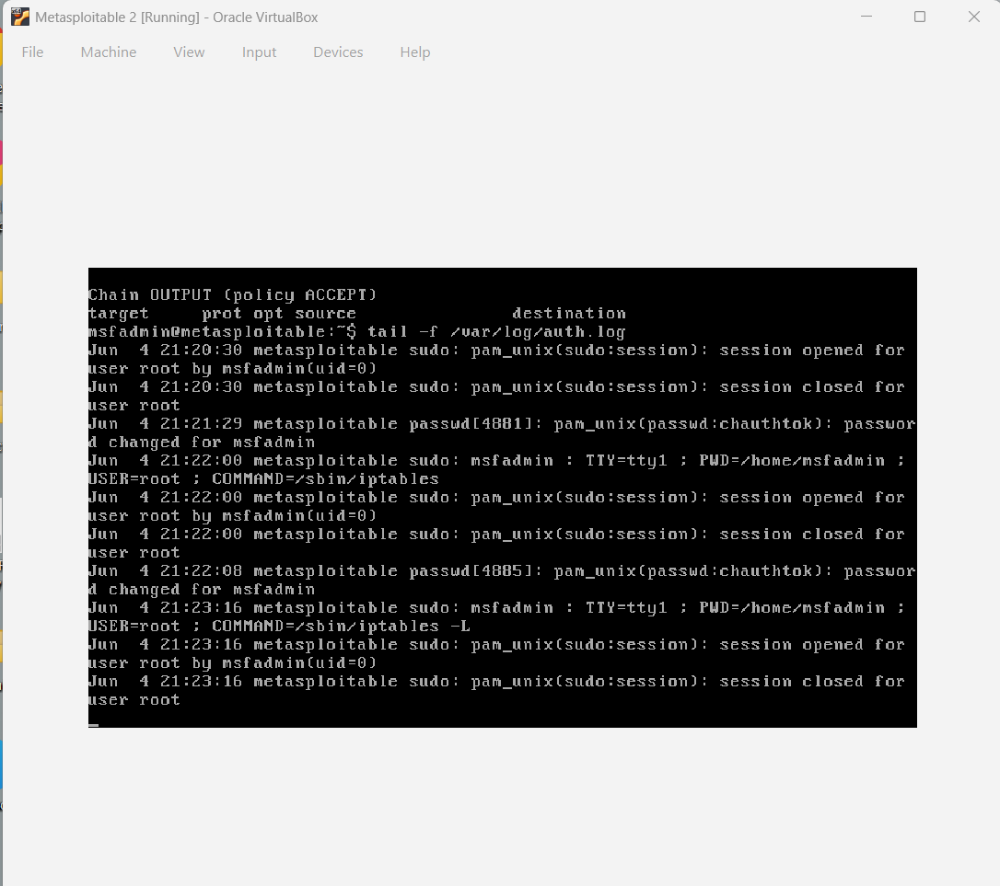 Metasploitable 2 [Running] - Oracle VirtualBox
File Machine View Input Devices Help
Chain OUTPUT (policy ACCEPT)
target     prot opt source               destination
msfadmin@metasploitable:~$ tail -f /var/log/auth.log
Jun  4 21:20:30 metasploitable sudo: pam_unix(sudo:session): session opened for
user root by msfadmin(uid=0)
Jun  4 21:20:30 metasploitable sudo: pam_unix(sudo:session): session closed for
user root
Jun  4 21:21:29 metasploitable passwd[4881]: pam_unix(passwd:chauthtok): passwor
d changed for msfadmin
Jun  4 21:22:00 metasploitable sudo: msfadmin : TTY=tty1 ; PWD=/home/msfadmin ;
USER=root ; COMMAND=/sbin/iptables
Jun  4 21:22:00 metasploitable sudo: pam_unix(sudo:session): session opened for
user root by msfadmin(uid=0)
Jun  4 21:22:00 metasploitable sudo: pam_unix(sudo:session): session closed for
user root
Jun  4 21:22:08 metasploitable passwd[4885]: pam_unix(passwd:chauthtok): passwor
d changed for msfadmin
Jun  4 21:23:16 metasploitable sudo: msfadmin : TTY=tty1 ; PWD=/home/msfadmin ;
USER=root ; COMMAND=/sbin/iptables -L
Jun  4 21:23:16 metasploitable sudo: pam_unix(sudo:session): session opened for
user root by msfadmin(uid=0)
Jun  4 21:23:16 metasploitable sudo: pam_unix(sudo:session): session closed for
user root